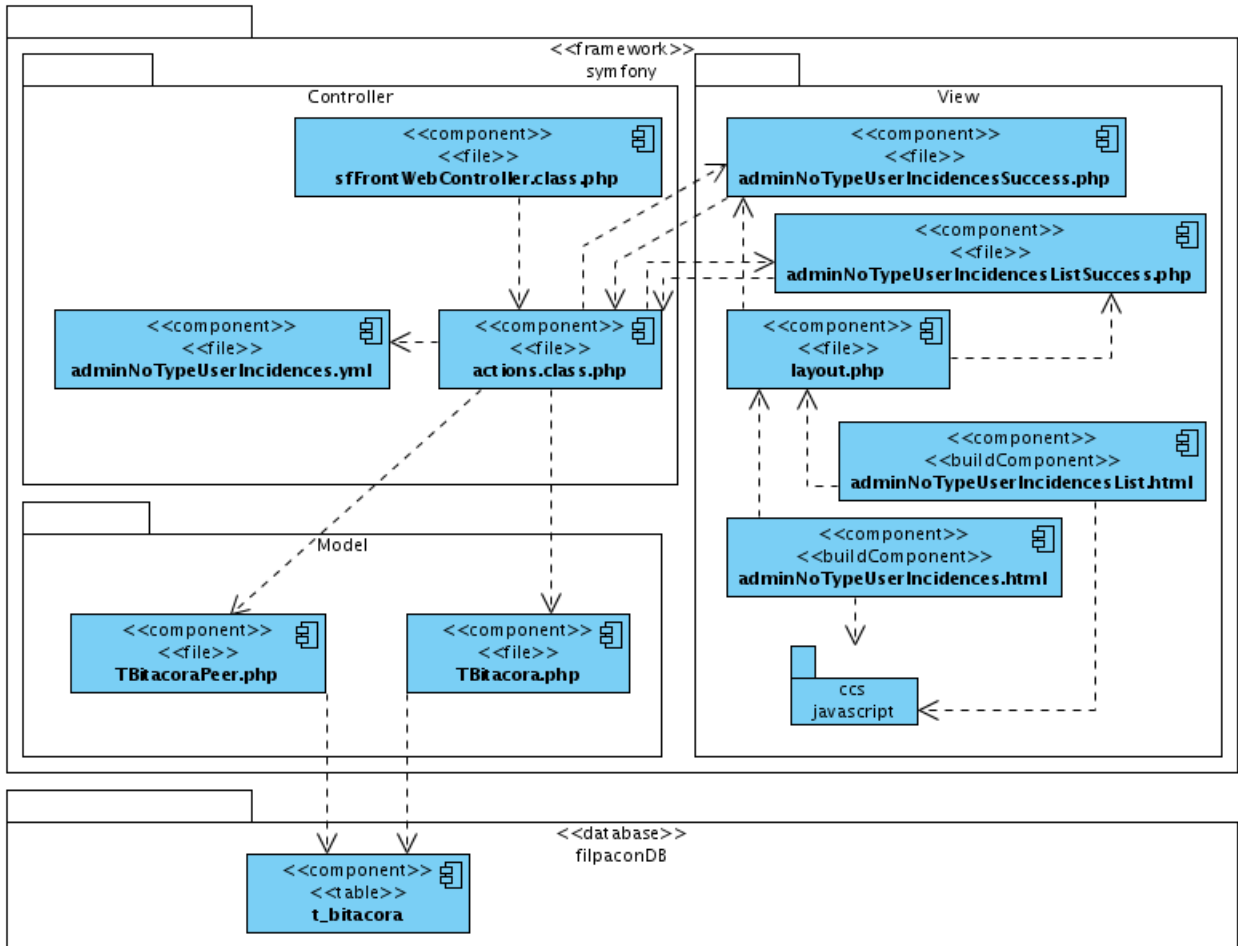 <<framework>>
symfony
Controller
<<component>>
<<file>>
sfFrontWebController.class.php
<<component>>
<<file>>
adminNoTypeUserIncidences.yml
<<component>>
<<file>>
actions.class.php
View
<<component>>
<<file>>
adminNoTypeUserIncidencesSuccess.php
<<component>>
<<file>>
adminNoTypeUserIncidencesListSuccess.php
<<component>>
<<file>>
layout.php
<<component>>
<<buildComponent>>
adminNoTypeUserIncidencesList.html
<<component>>
<<buildComponent>>
adminNoTypeUserIncidences.html
ccs
javascript
Model
<<component>>
<<file>>
TBitacoraPeer.php
<<component>>
<<file>>
TBitacora.php
<<database>>
filpaconDB
<<component>>
<<table>>
t_bitacora